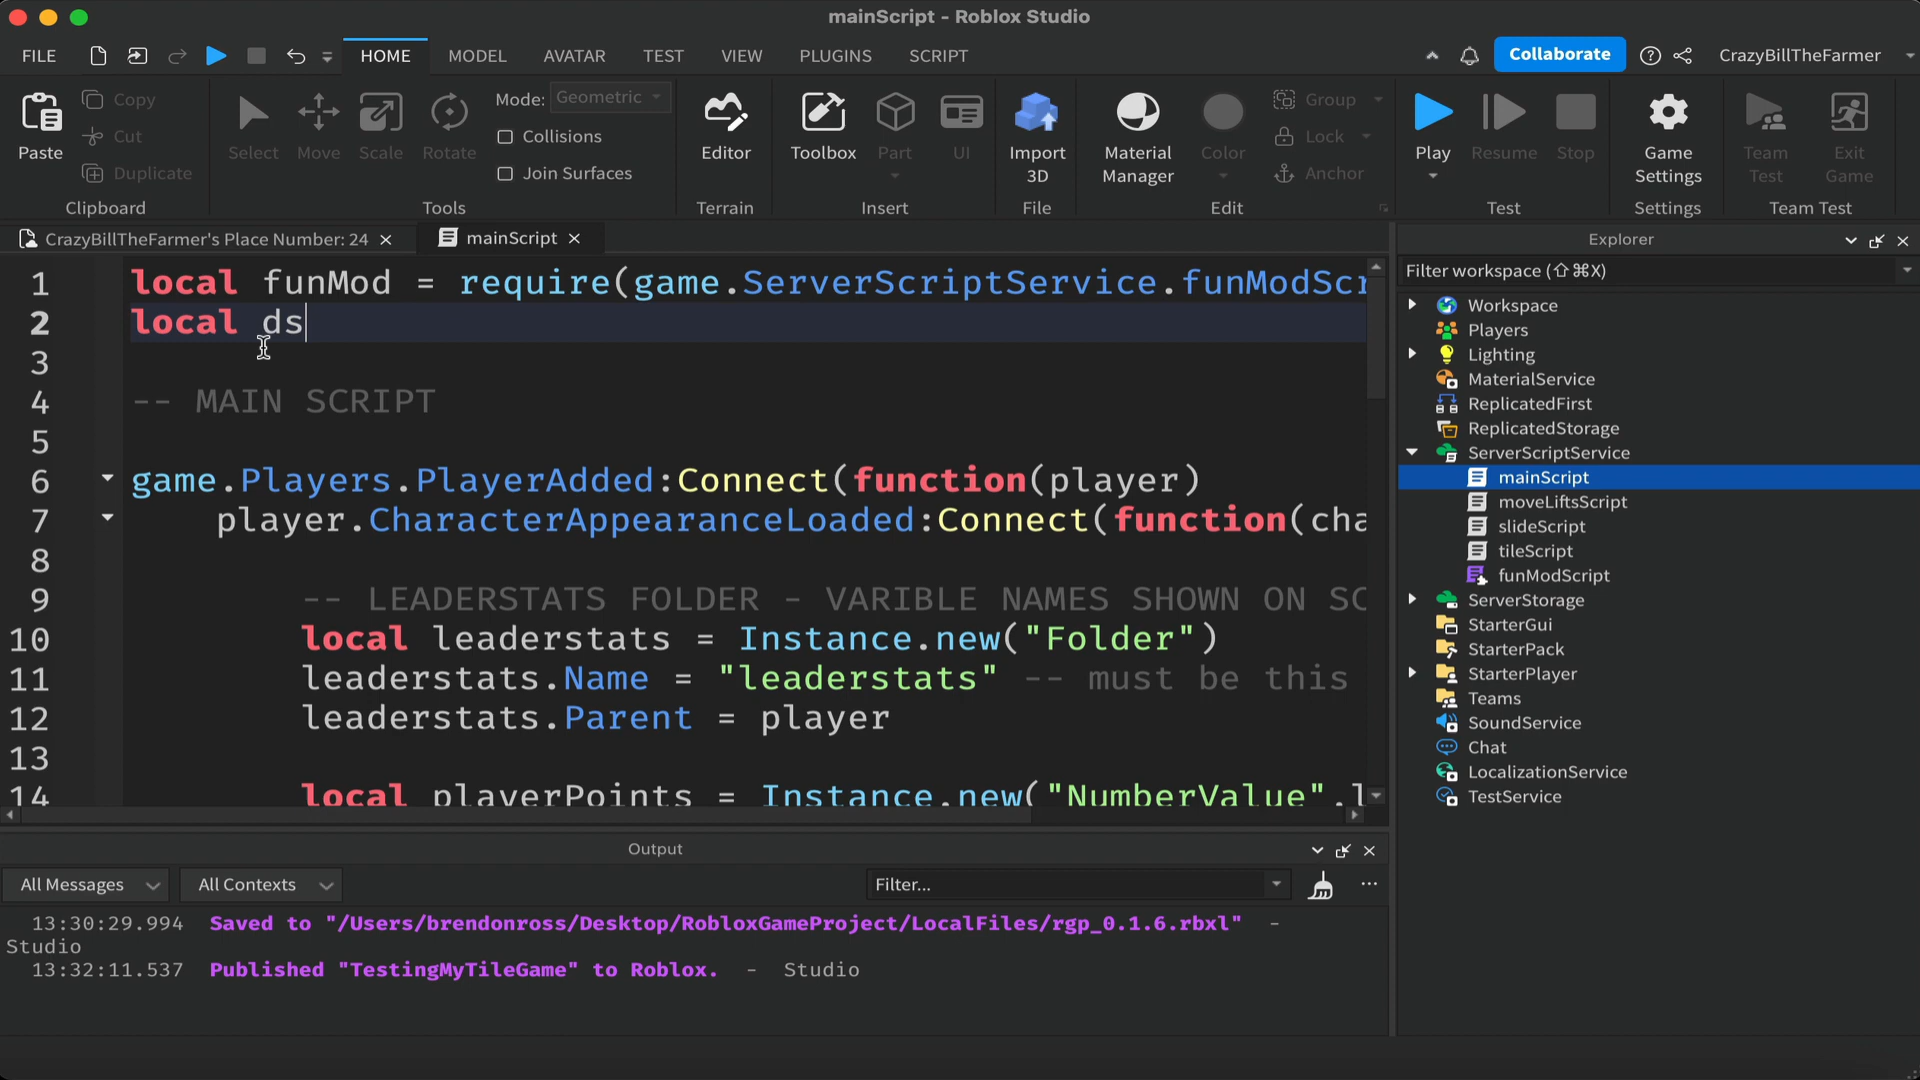 mainScript - Roblox Studio
FILE HOME MODEL AVATAR TEST VIEW PLUGINS SCRIPT Collaborate CrazyBillTheFarmer
Paste
Copy
Cut
Duplicate
Clipboard
Select Move Scale Rotate
Mode: Geometric
Collisions
Join Surfaces
Tools
Editor
Terrain
Toolbox Part UI
Insert
Import
3D
File
Material
Manager
Color
Group
Lock
Anchor
Edit
Play Resume Stop
Test
Game
Settings
Settings
Team
Test
Exit
Game
Team Test
CrazyBillTheFarmer's Place Number: 24 mainScript
1 local funMod = require(game.ServerScriptService.funModScr
2 local ds
3
4 -- MAIN SCRIPT
5
6 game.Players.PlayerAdded:Connect(function(player)
7 player.CharacterAppearanceLoaded:Connect(function(cha
8
9 -- LEADERSTATS FOLDER - VARIBLE NAMES SHOWN ON SC
10 local leaderstats = Instance.new("Folder")
11 leaderstats.Name = "leaderstats" -- must be this
12 leaderstats.Parent = player
13
14 local playerPoints = Instance.new("NumberValue",l
Explorer
Filter workspace (⇧⌘X)
Workspace
Players
Lighting
MaterialService
ReplicatedFirst
ReplicatedStorage
ServerScriptService
mainScript
moveLiftsScript
slideScript
tileScript
funModScript
ServerStorage
StarterGui
StarterPack
StarterPlayer
Teams
SoundService
Chat
LocalizationService
TestService
Output
All Messages All Contexts Filter...
13:30:29.994 Saved to "/Users/brendonross/Desktop/RobloxGameProject/LocalFiles/rgp_0.1.6.rbxl" -
Studio
13:32:11.537 Published "TestingMyTileGame" to Roblox. - Studio